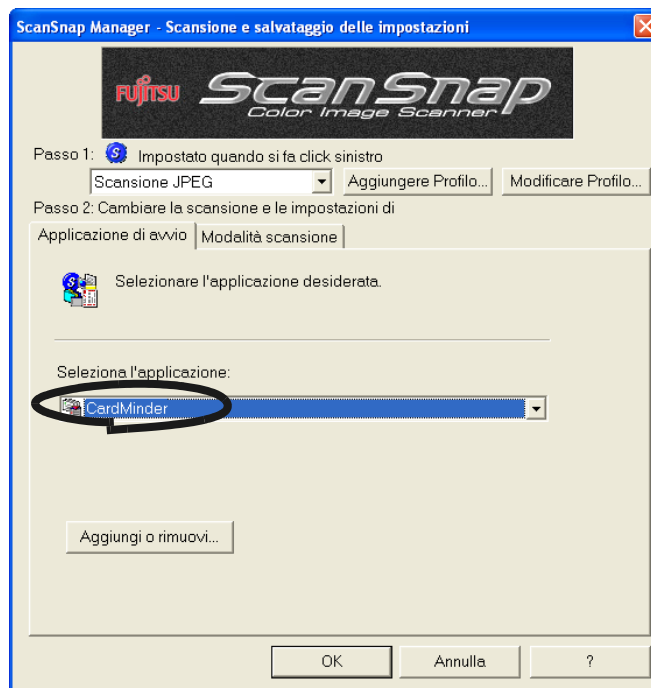 ScanSnap Manager - Scansione e salvataggio delle impostazioni
FUJITSU ScanSnap
Color Image Scanner
Passo 1: S Impostato quando si fa click sinistro
Scansione JPEG Aggiungere Profilo... Modificare Profilo...
Passo 2: Cambiare la scansione e le impostazioni di
Applicazione di avvio Modalità scansione
Selezionare l'applicazione desiderata.
Seleziona l'applicazione:
CardMinder
Aggiungi o rimuovi...
OK Annulla ?